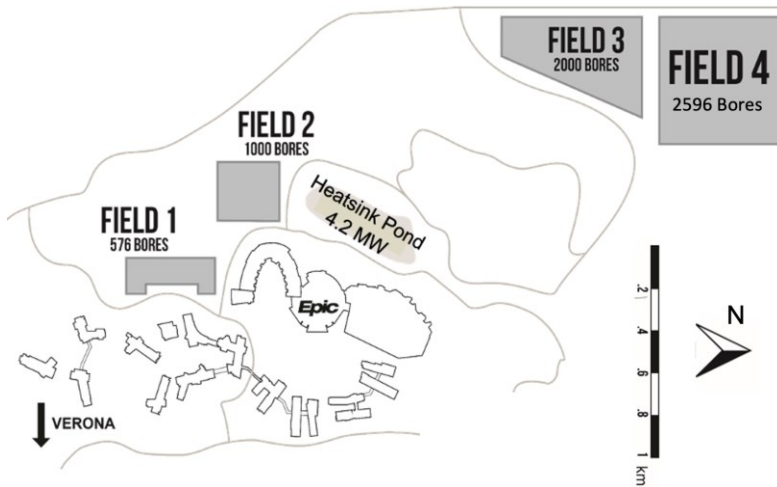 FIELD 3
2000 BORES
FIELD 4
2596 Bores
FIELD 2
1000 BORES
Heatsink Pond
4.2 MW
FIELD 1
576 BORES
Epic
VERONA
N
.2
.4
.6
.8
1
km